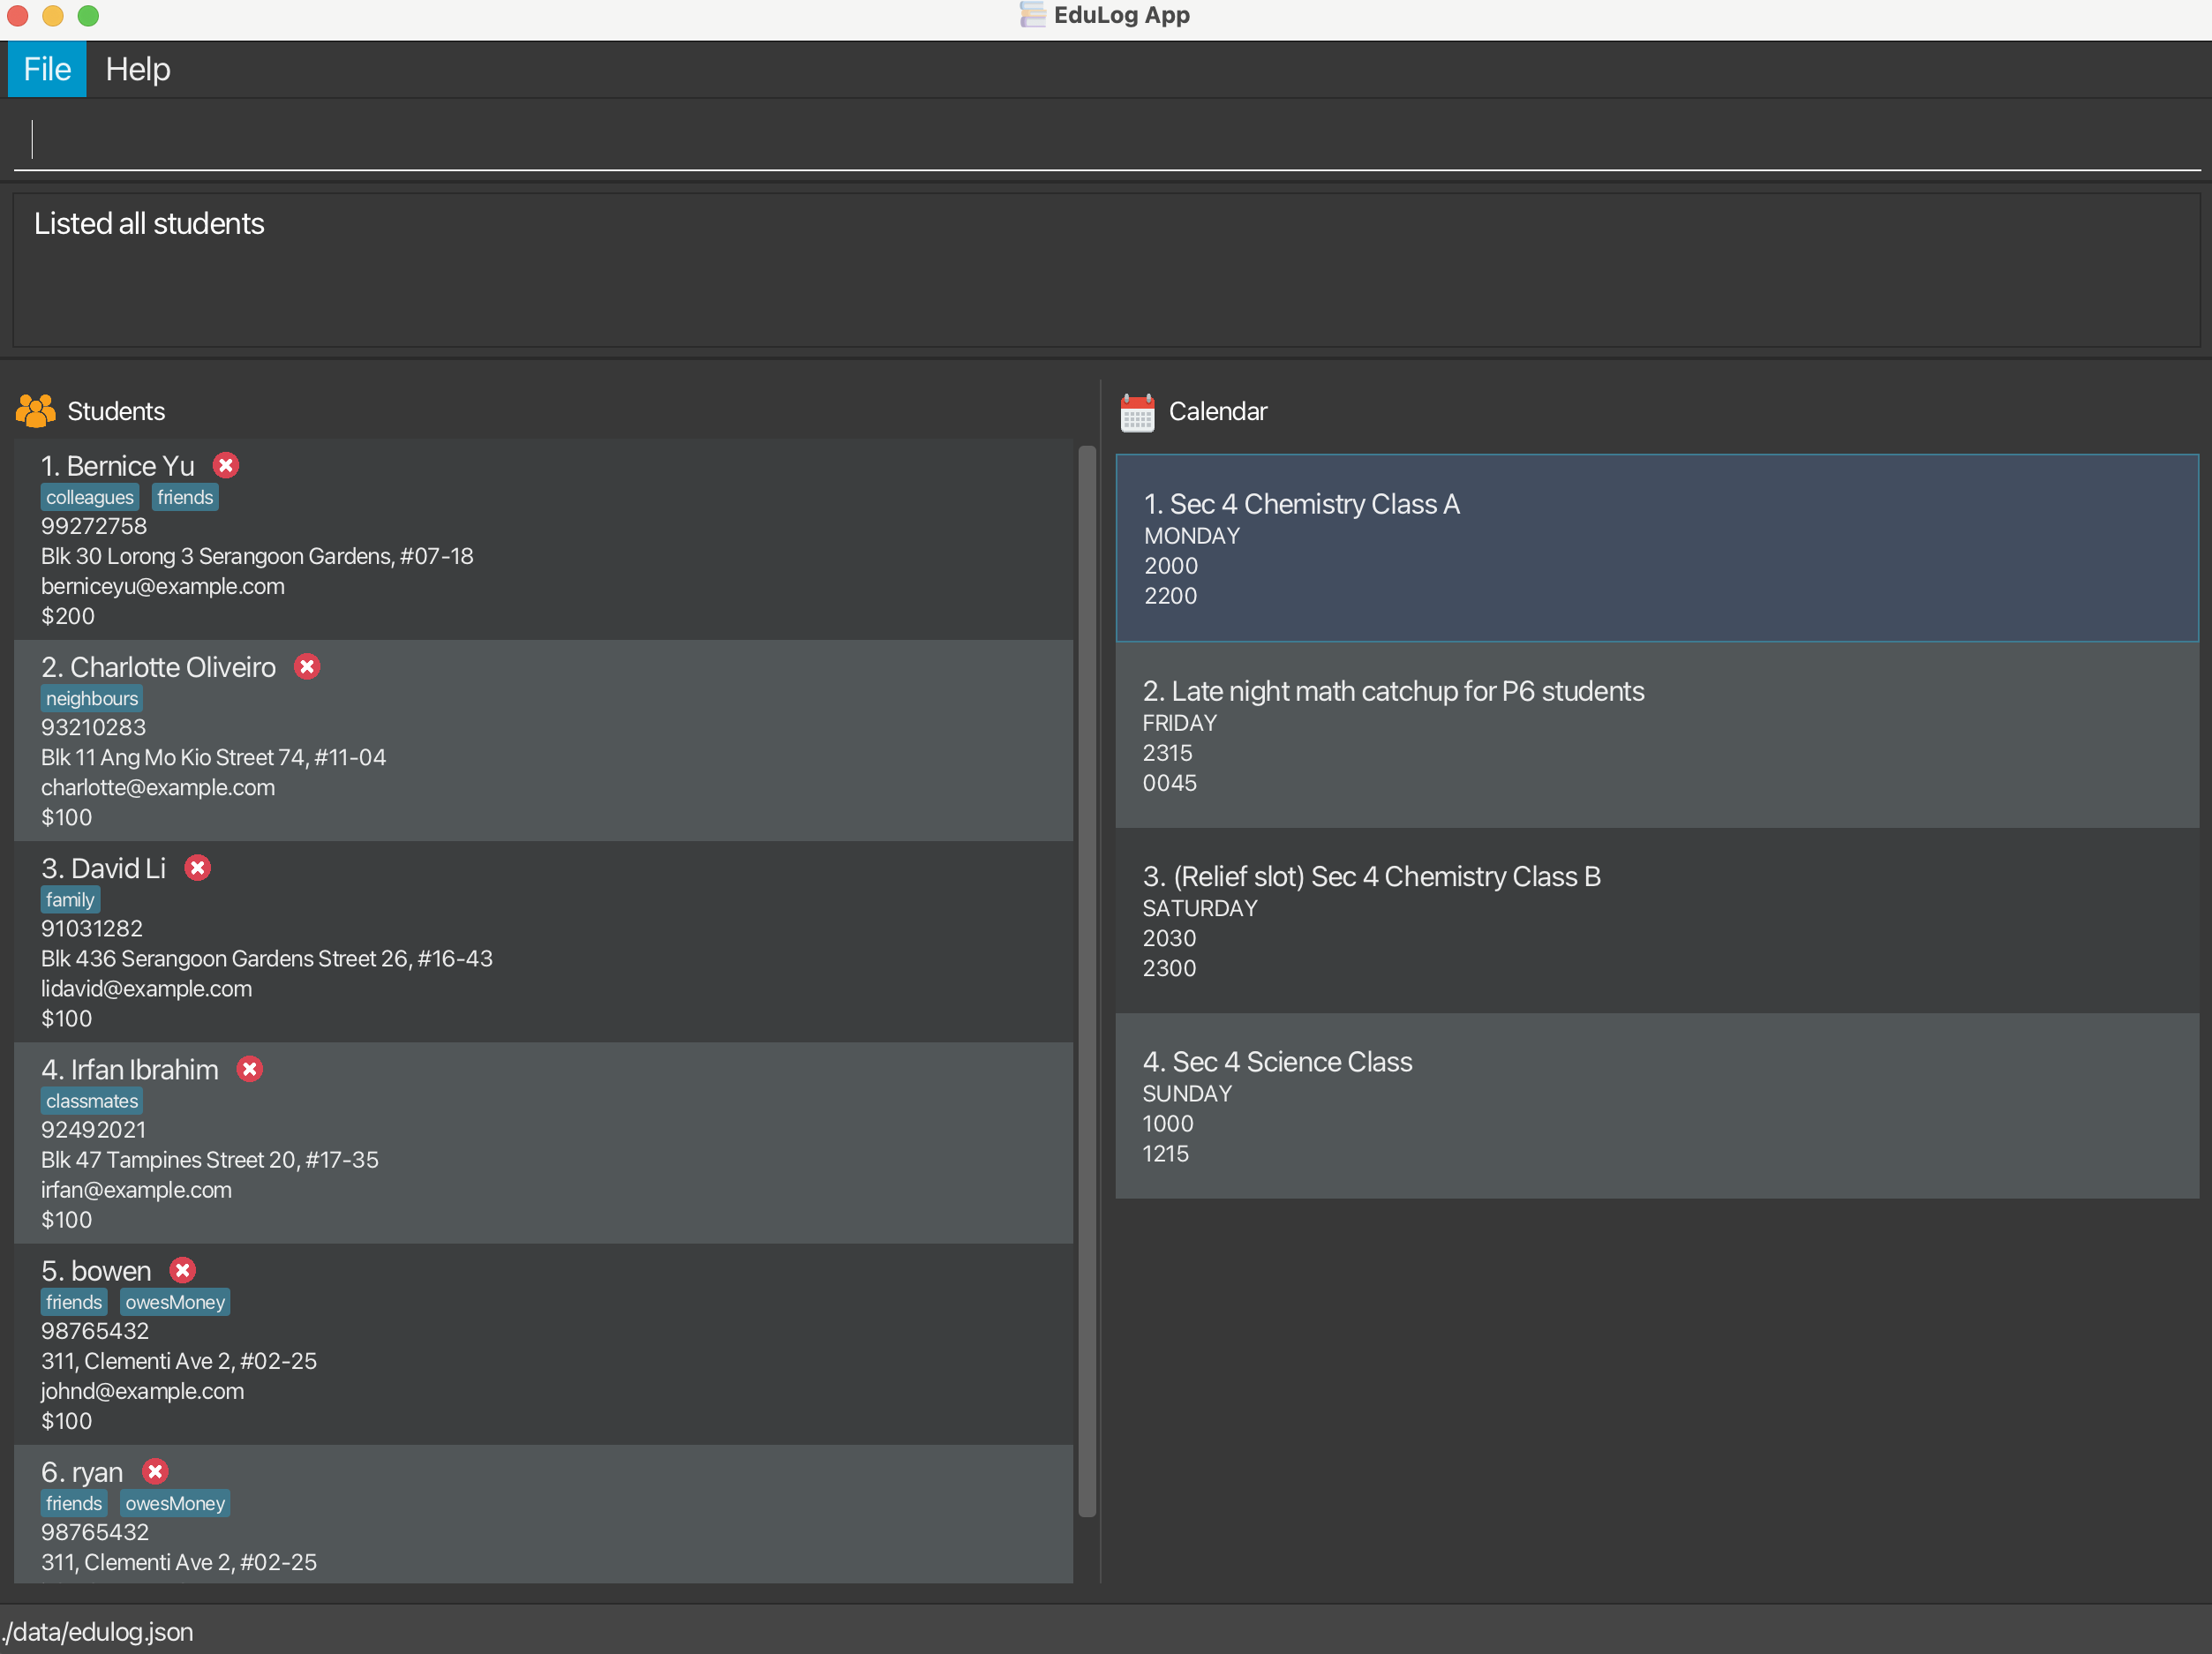 EduLog App
File Help
Listed all students
Students
1. Bernice Yu
colleagues friends
99272758
Blk 30 Lorong 3 Serangoon Gardens, #07-18
berniceyu@example.com
$200
2. Charlotte Oliveiro
neighbours
93210283
Blk 11 Ang Mo Kio Street 74, #11-04
charlotte@example.com
$100
3. David Li
family
91031282
Blk 436 Serangoon Gardens Street 26, #16-43
lidavid@example.com
$100
4. Irfan Ibrahim
classmates
92492021
Blk 47 Tampines Street 20, #17-35
irfan@example.com
$100
5. bowen
friends owesMoney
98765432
311, Clementi Ave 2, #02-25
johnd@example.com
$100
6. ryan
friends owesMoney
98765432
311, Clementi Ave 2, #02-25
Calendar
1. Sec 4 Chemistry Class A
MONDAY
2000
2200
2. Late night math catchup for P6 students
FRIDAY
2315
0045
3. (Relief slot) Sec 4 Chemistry Class B
SATURDAY
2030
2300
4. Sec 4 Science Class
SUNDAY
1000
1215
./data/edulog.json